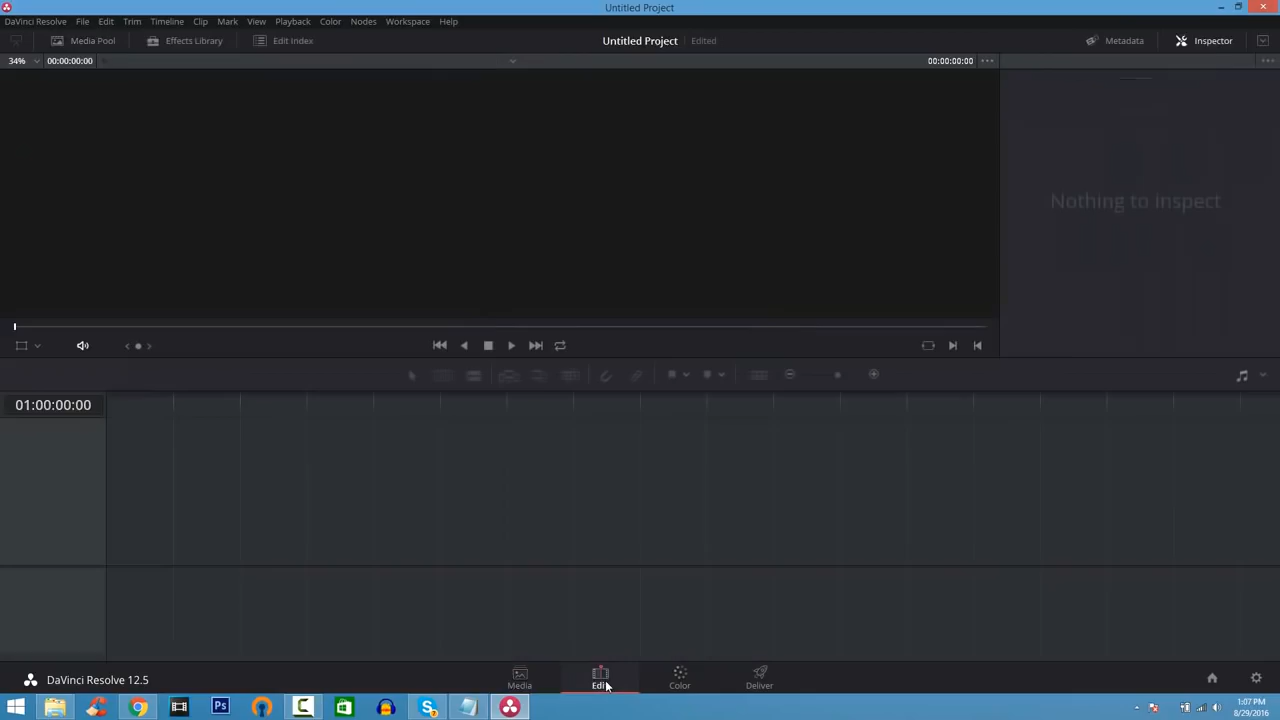 Untitled Project
DaVinci Resolve File Edit Trim Timeline Clip Mark View Playback Color Nodes Workspace Help
Media Pool Effects Library Edit Index Untitled Project Edited Metadata Inspector
34% 00:00:00:00 00:00:00:00
Nothing to inspect
01:00:00:00
DaVinci Resolve 12.5 Media Edit Color Deliver
Ps
1:07 PM
8/29/2016